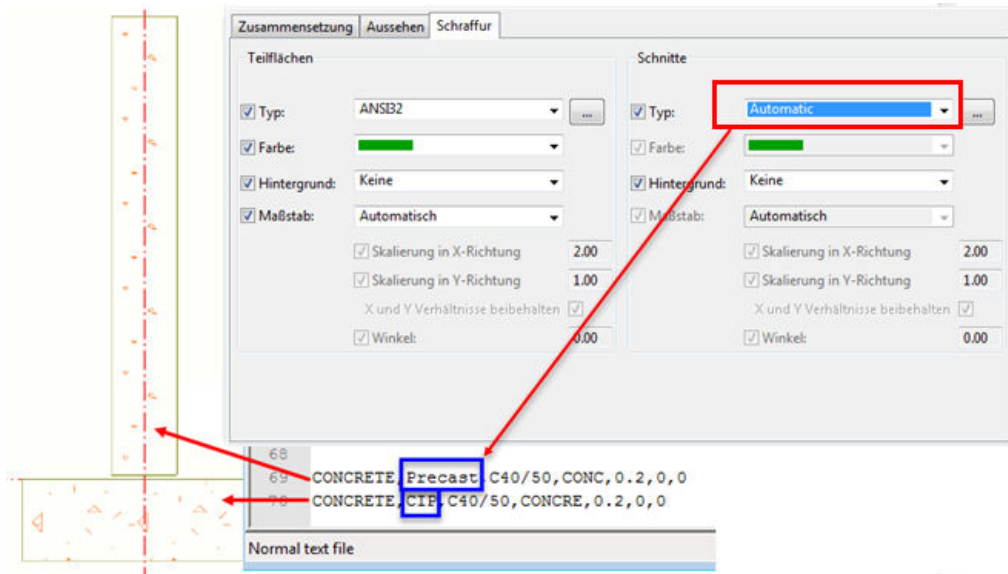 Zusammensetzung Aussehen Schraffur
Teilflächen
Typ: ANSI32 ...
Farbe:
Hintergrund: Keine
Maßstab: Automatisch
Skalierung in X-Richtung 2.00
Skalierung in Y-Richtung 1.00
X und Y Verhältnisse beibehalten
Winkel: 0.00
Schnitte
Typ: Automatic ...
Farbe:
Hintergrund: Keine
Maßstab: Automatisch
Skalierung in X-Richtung 2.00
Skalierung in Y-Richtung 1.00
X und Y Verhältnisse beibehalten
Winkel: 0.00
68
69 CONCRETE,Precast,C40/50,CONC,0.2,0,0
70 CONCRETE,CIP,C40/50,CONCRE,0.2,0,0
Normal text file